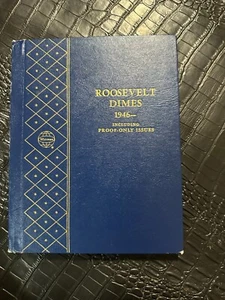 ROOSEVELT
DIMES
1946–
INCLUDING
PROOF-ONLY ISSUES